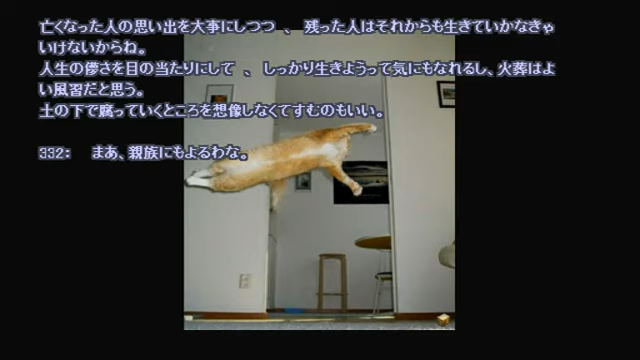 亡くなった人の思い出を大事にしつつ 、 残った人はそれからも生きていかなきゃ
いけないからね。
人生の儚さを目の当たりにして 、 しっかり生きようって気にもなれるし、火葬はよ
い風習だと思う。
土の下で腐っていくところを想像しなくてすむのもいい。
332: まあ、親族にもよるわな。